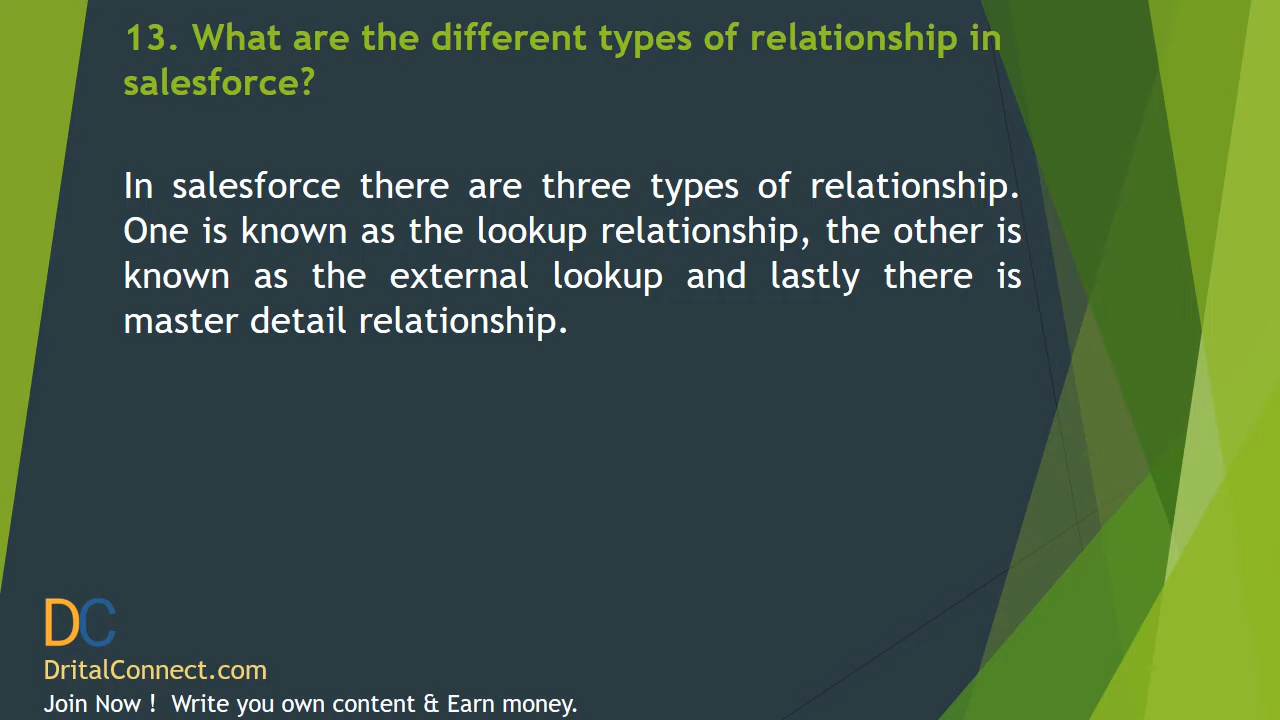 13. What are the different types of relationship in
salesforce?
In salesforce there are three types of relationship.
One is known as the lookup relationship, the other is
known as the external lookup and lastly there is
master detail relationship.
DC
DritalConnect.com
Join Now !  Write you own content & Earn money.